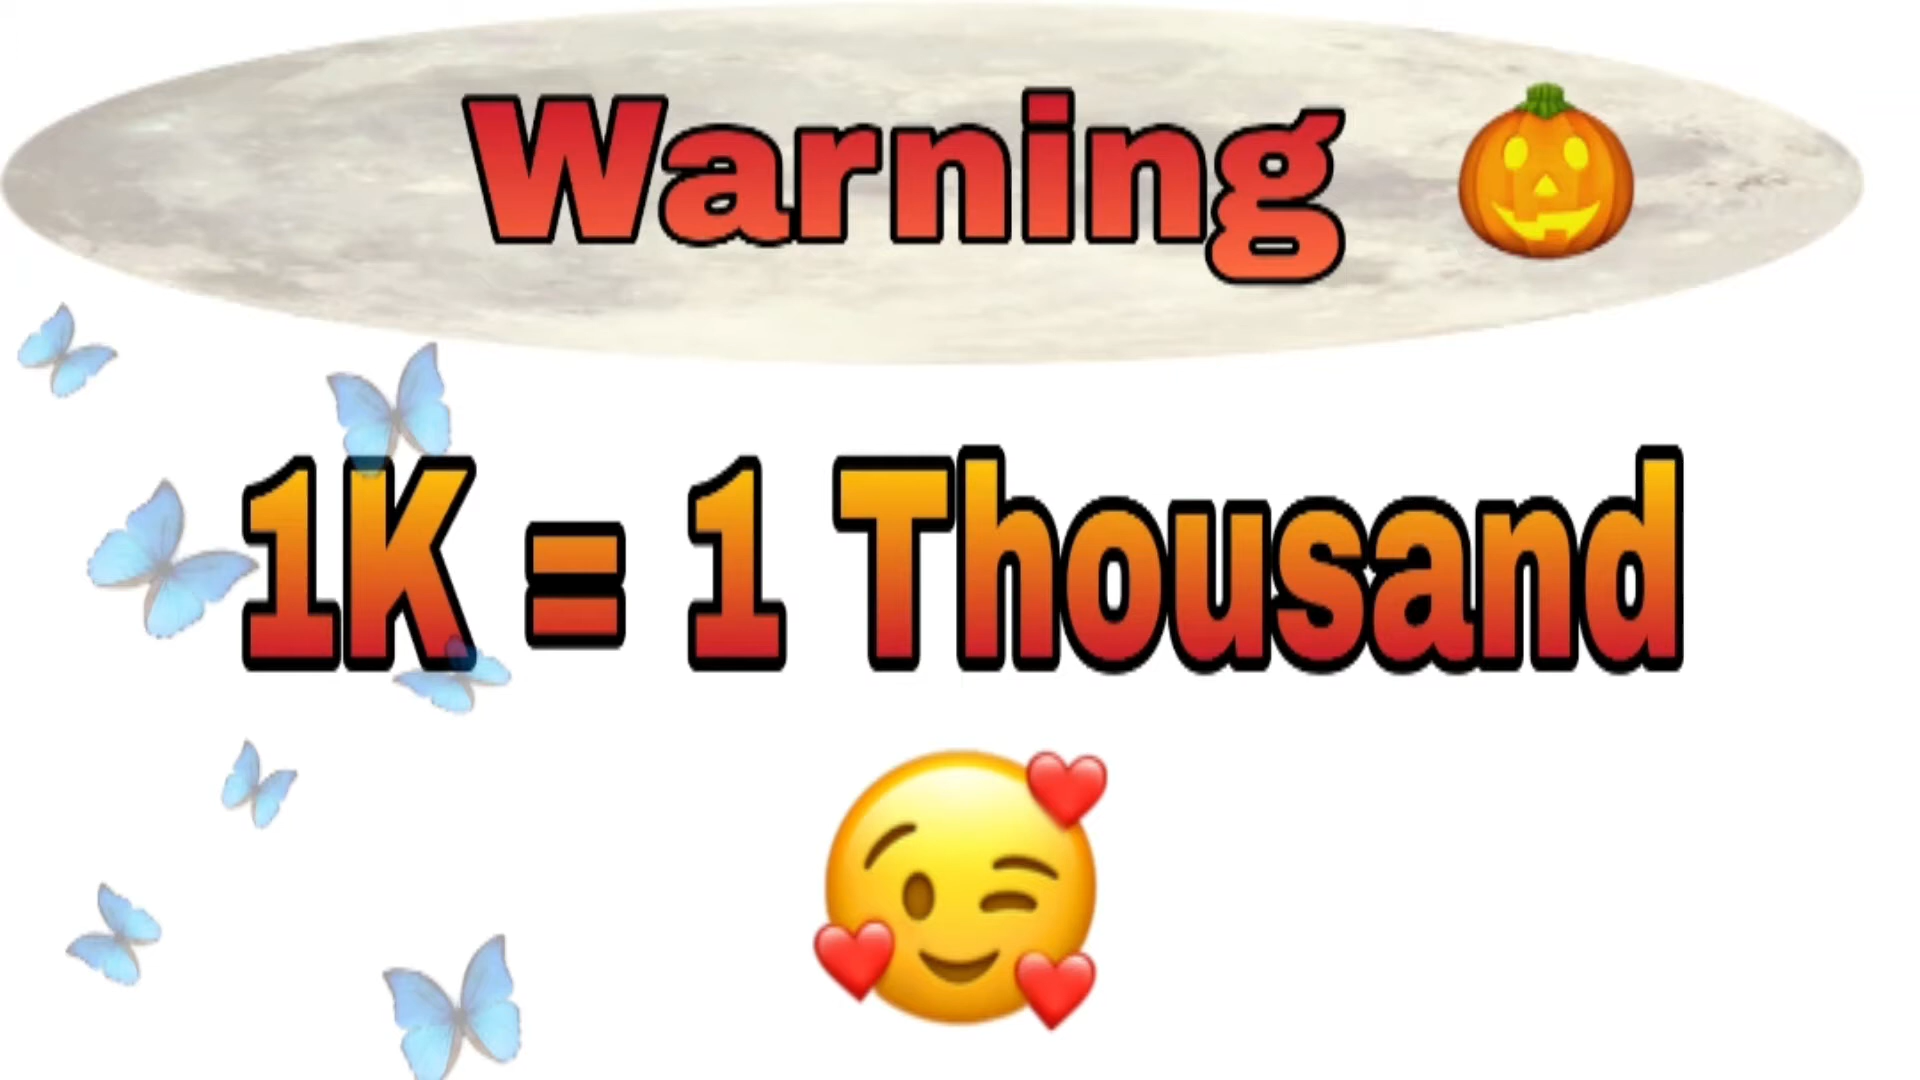 Warning 🎃
1K = 1 Thousand